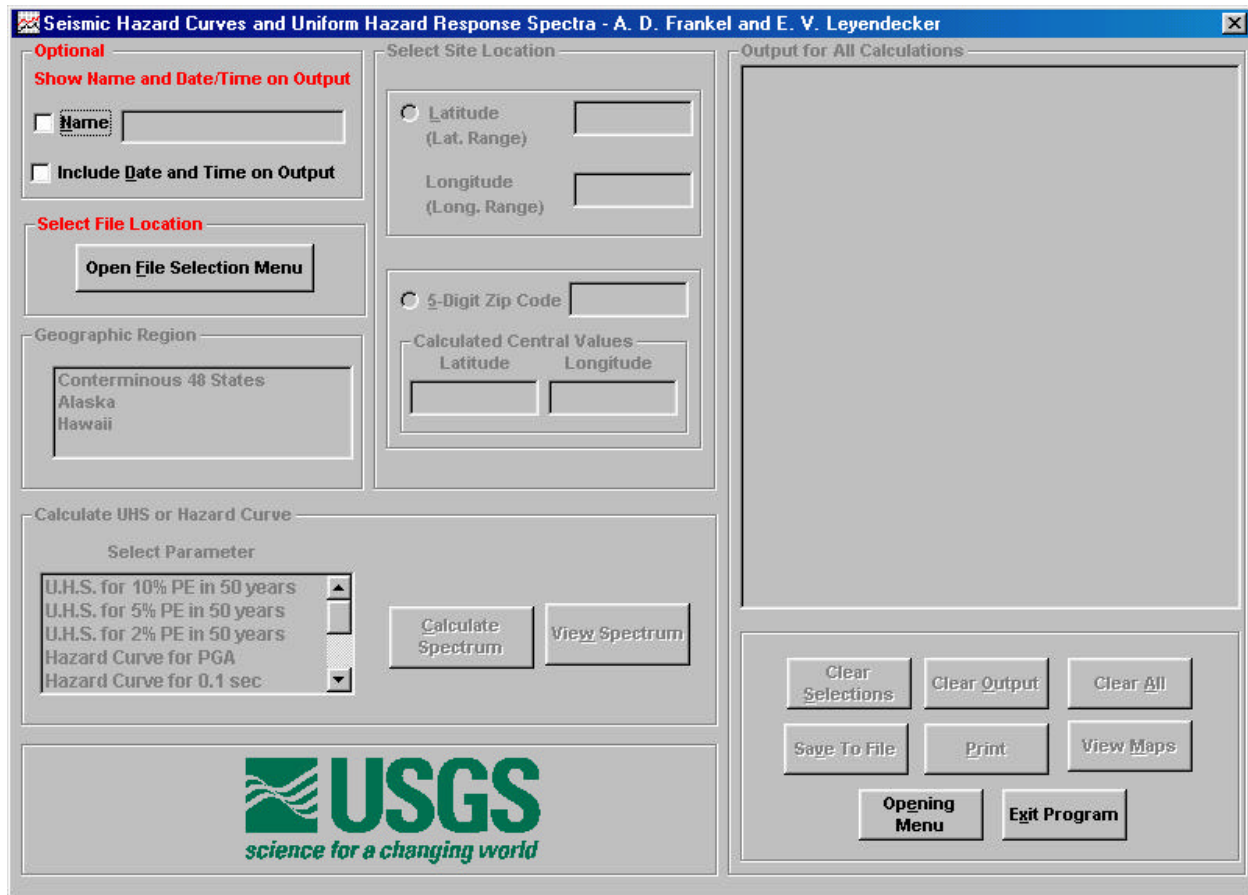 Seismic Hazard Curves and Uniform Hazard Response Spectra - A. D. Frankel and E. V. Leyendecker
Optional
Show Name and Date/Time on Output
Name
Include Date and Time on Output
Select File Location
Open File Selection Menu
Geographic Region
Conterminous 48 States
Alaska
Hawaii
Select Site Location
Latitude
(Lat. Range)
Longitude
(Long. Range)
5-Digit Zip Code
Calculated Central Values
Latitude Longitude
Calculate UHS or Hazard Curve
Select Parameter
U.H.S. for 10% PE in 50 years
U.H.S. for 5% PE in 50 years
U.H.S. for 2% PE in 50 years
Hazard Curve for PGA
Hazard Curve for 0.1 sec
Calculate
Spectrum
View Spectrum
USGS
science for a changing world
Output for All Calculations
Clear
Selections
Clear Output
Clear All
Save To File
Print
View Maps
Opening
Menu
Exit Program